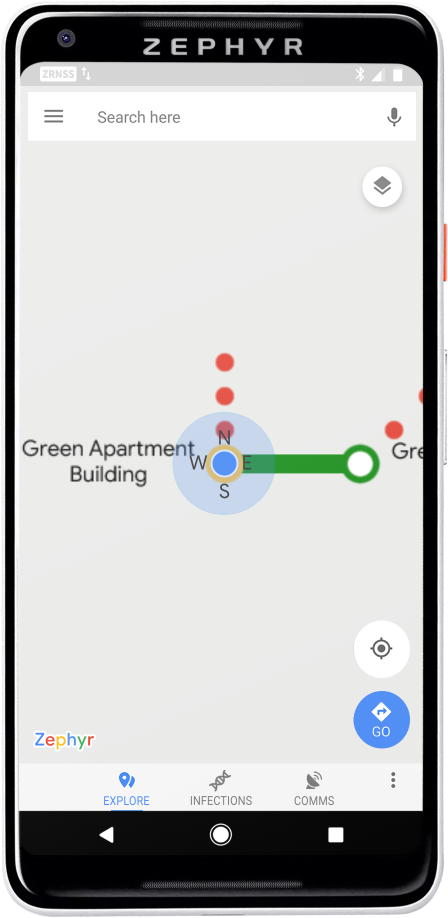 ZEPHYR
ZRNSS
Search here
N
Green Apartment
Building
W
E
Gre
S
GO
Zephyr
EXPLORE
INFECTIONS
COMMS